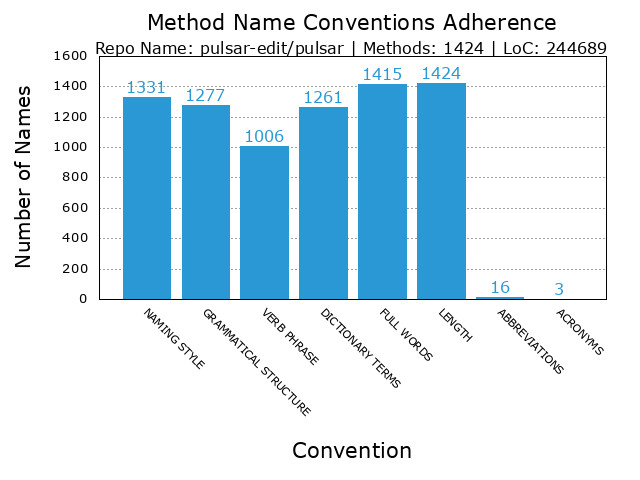 Method Name Conventions Adherence
Repo Name: pulsar-edit/pulsar | Methods: 1424 | LoC: 244689
Number of Names
1600
1400
1200
1000
800
600
400
200
0
1331
1277
1006
1261
1415
1424
16
3
NAMING STYLE
GRAMMATICAL STRUCTURE
VERB PHRASE
DICTIONARY TERMS
FULL WORDS
LENGTH
ABBREVIATIONS
ACRONYMS
Convention